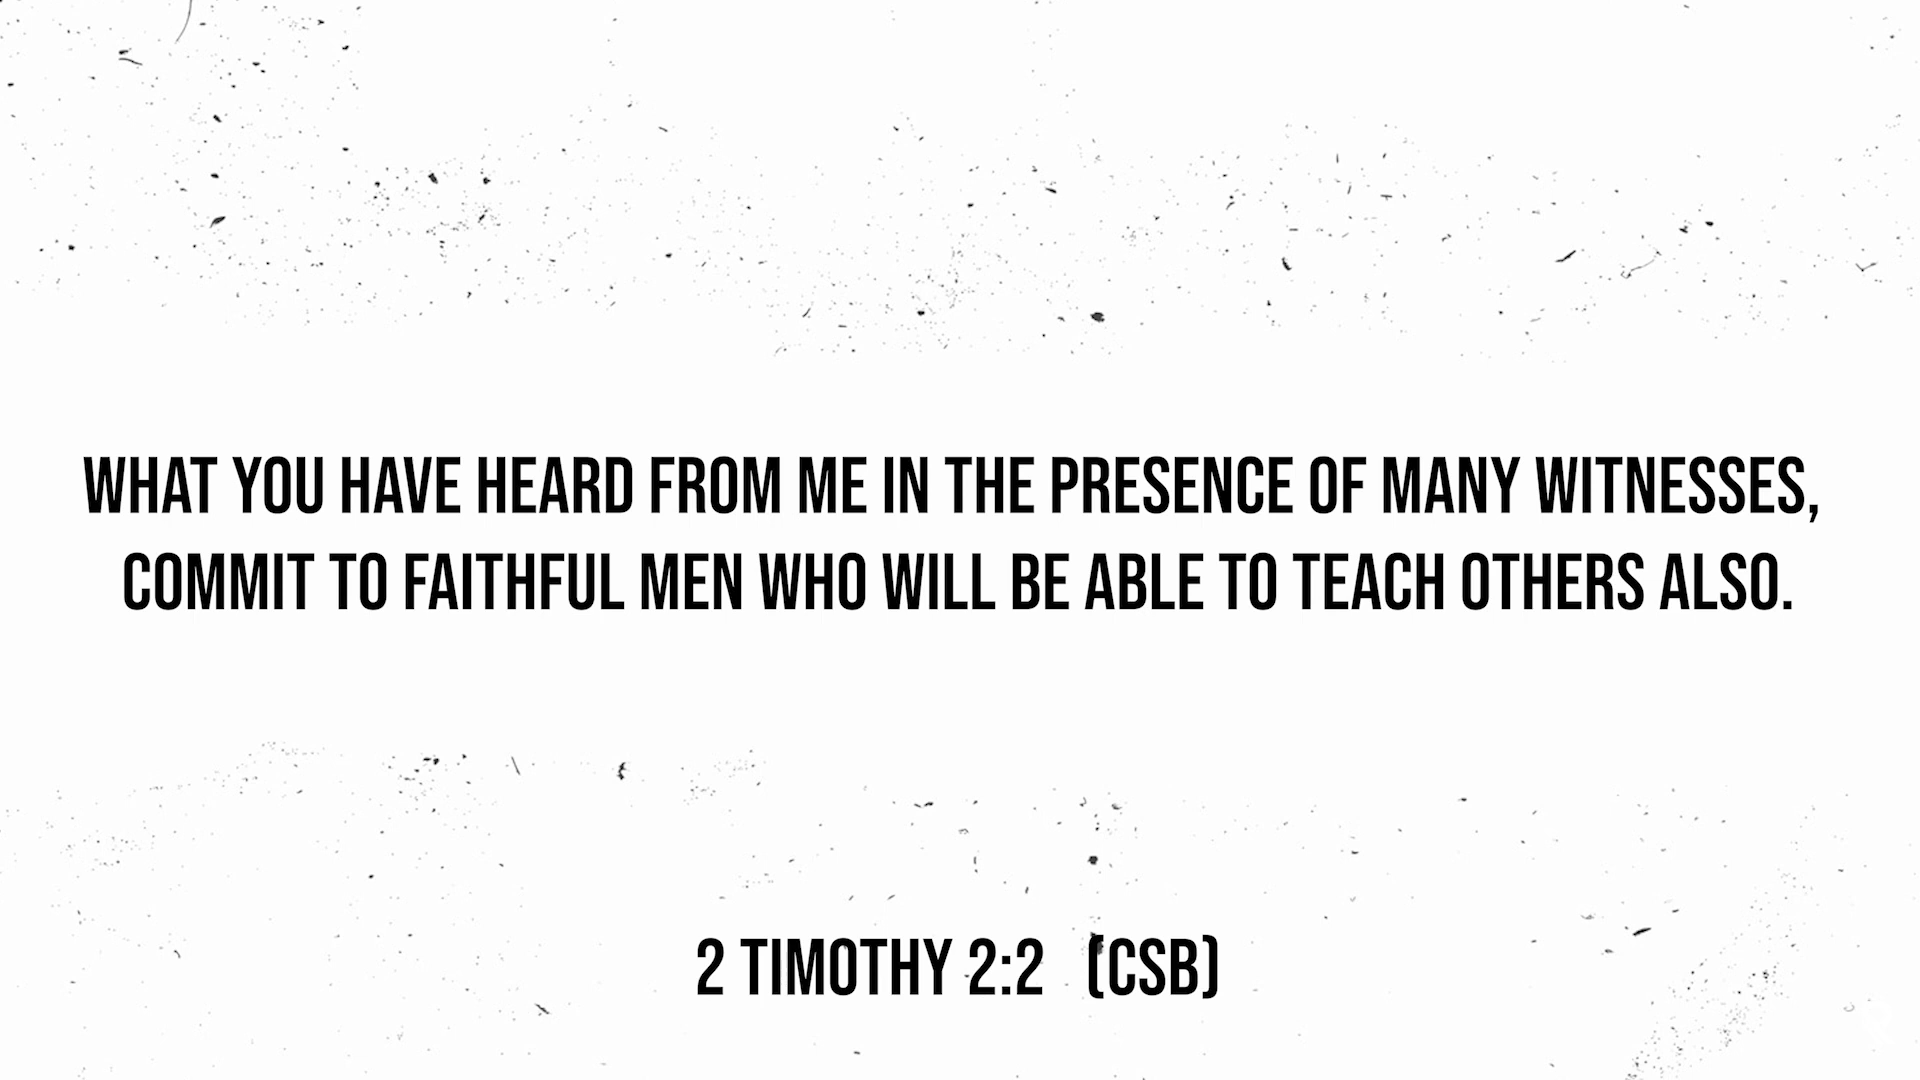 WHAT YOU HAVE HEARD FROM ME IN THE PRESENCE OF MANY WITNESSES,
COMMIT TO FAITHFUL MEN WHO WILL BE ABLE TO TEACH OTHERS ALSO.
2 TIMOTHY 2:2 (CSB)